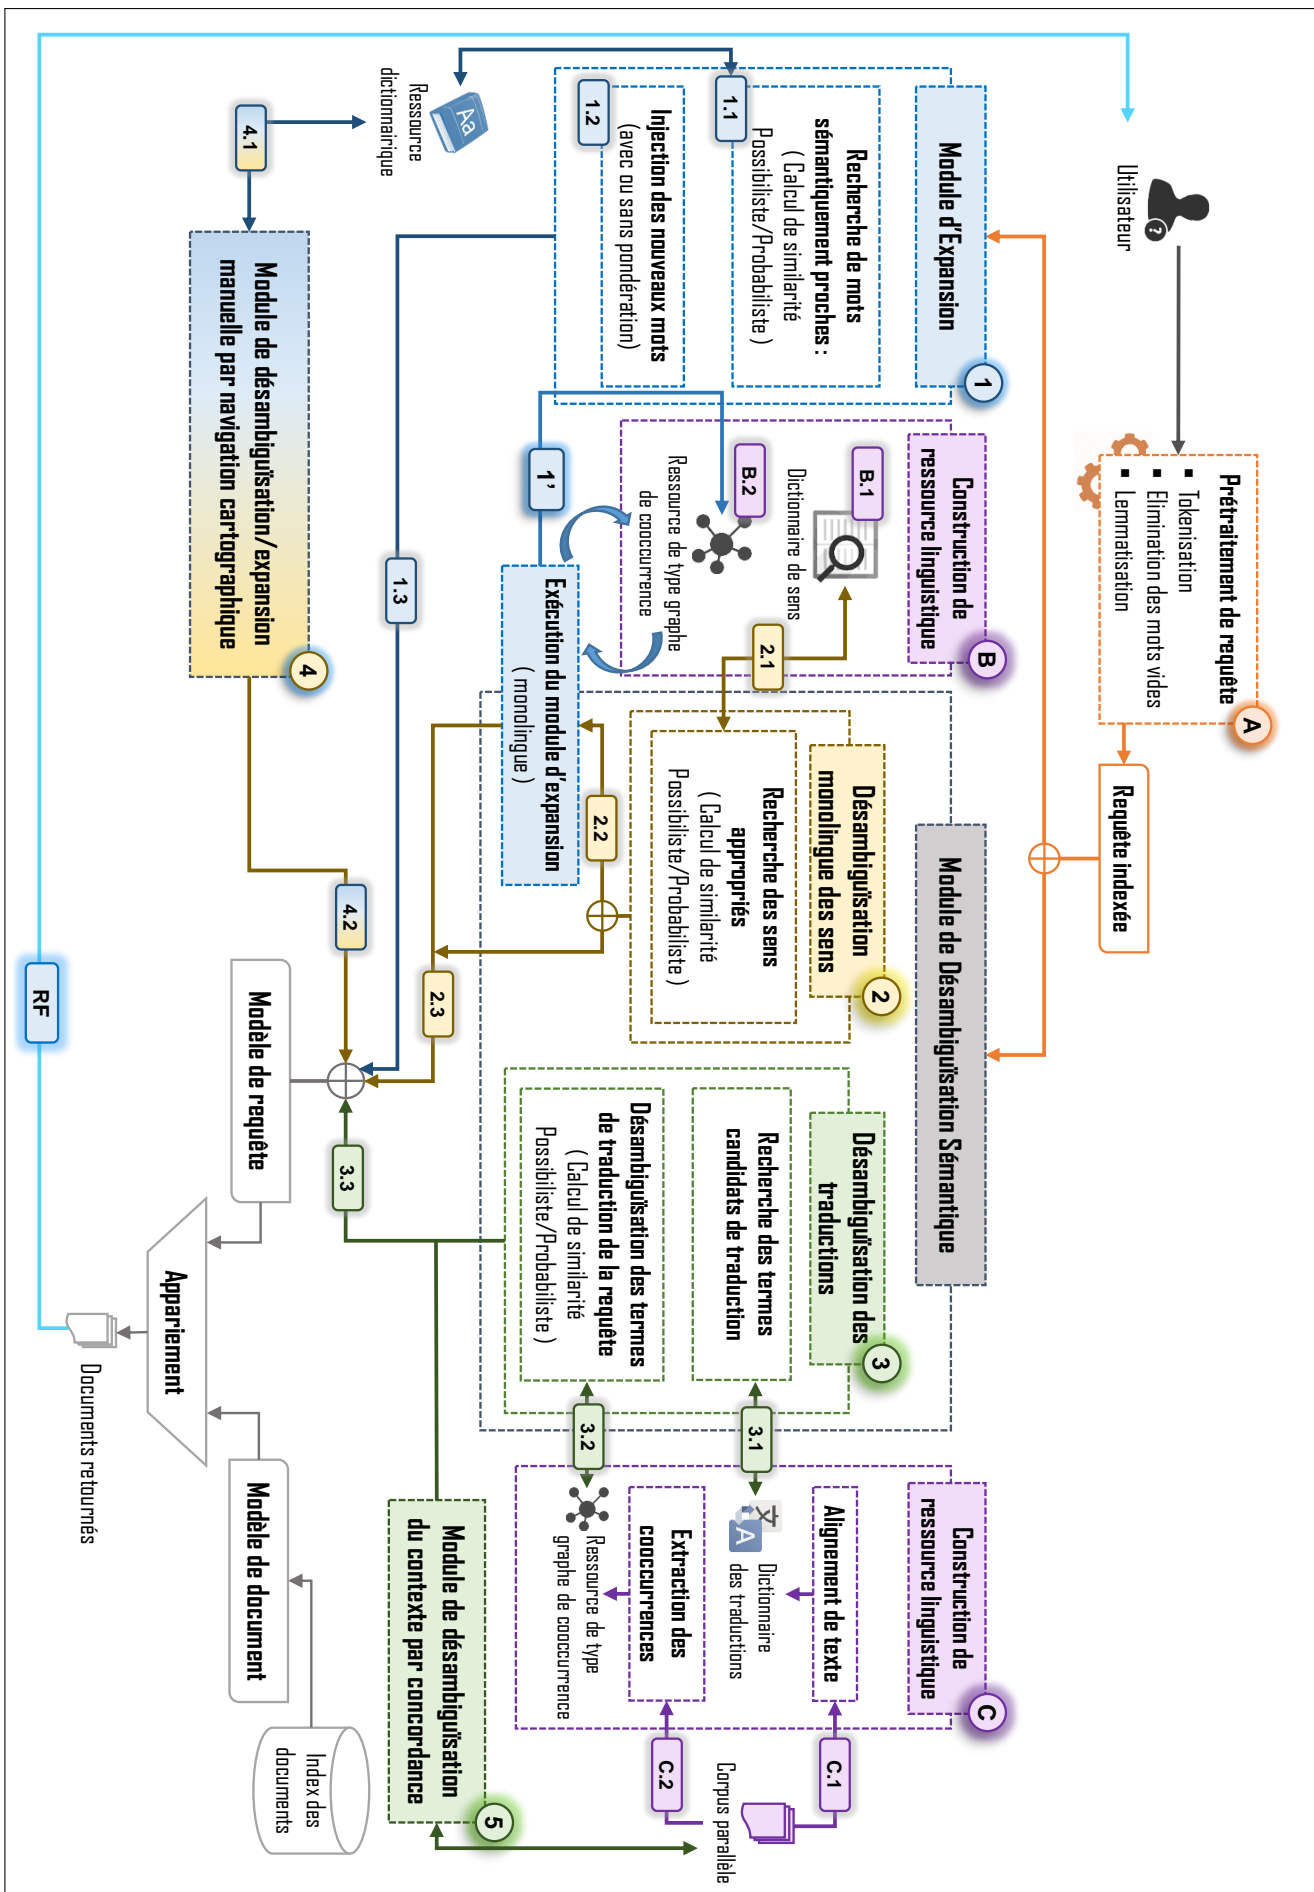 Utilisateur
?
Prétraitement de requête
▪ Tokenisation
▪ Elimination des mots vides
▪ Lemmatisation
A
Requête indexée
Module d'Expansion
1
Recherche de mots
sémantiquement proches :
( Calcul de similarité
Possibiliste/Probabiliste )
1.1
Injection des nouveaux mots
(avec ou sans pondération)
1.2
Aa
Ressource
dictionnairique
Construction de
ressource linguistique
B
B.1
Dictionnaire de sens
B.2
Ressource de type graphe
de cooccurrence
1'
Module de Désambiguïsation Sémantique
Désambiguïsation
monolingue des sens
2
2.1
Recherche des sens
appropriés
( Calcul de similarité
Possibiliste/Probabiliste )
2.2
Exécution du module d'expansion
( monolingue )
2.3
1.3
Désambiguïsation des
traductions
3
Recherche des termes
candidats de traduction
Désambiguïsation des termes
de traduction de la requête
( Calcul de similarité
Possibiliste/Probabiliste )
3.1
3.2
3.3
Construction de
ressource linguistique
C
Alignement de texte
文
A
Dictionnaire
des traductions
Extraction des
cooccurrences
Ressource de type
graphe de cooccurrence
C.1
C.2
Corpus parallèle
4.1
Module de désambiguïsation/expansion
manuelle par navigation cartographique
4
4.2
Module de désambiguïsation
du contexte par concordance
5
Modèle de requête
Appariement
Modèle de document
Index des
documents
Documents retournés
RF